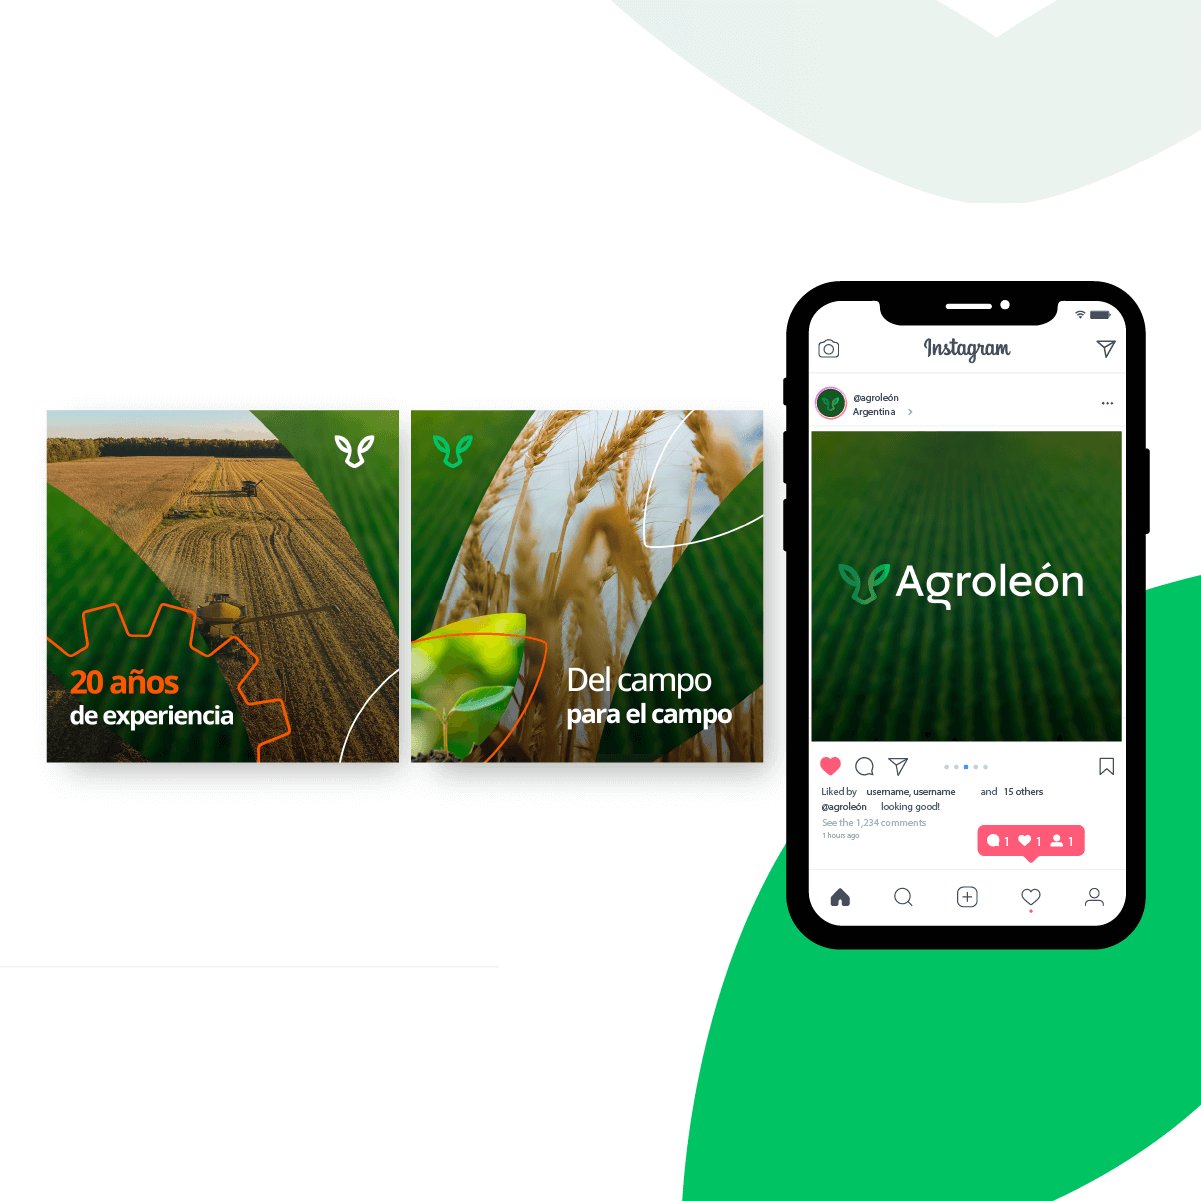 20 años
de experiencia
Del campo
para el campo
Instagram
@agroleón
Argentina
Agroleón
Liked by username, username and 15 others
@agroleón looking good!
See the 1,234 comments
1 hours ago
1 1 1